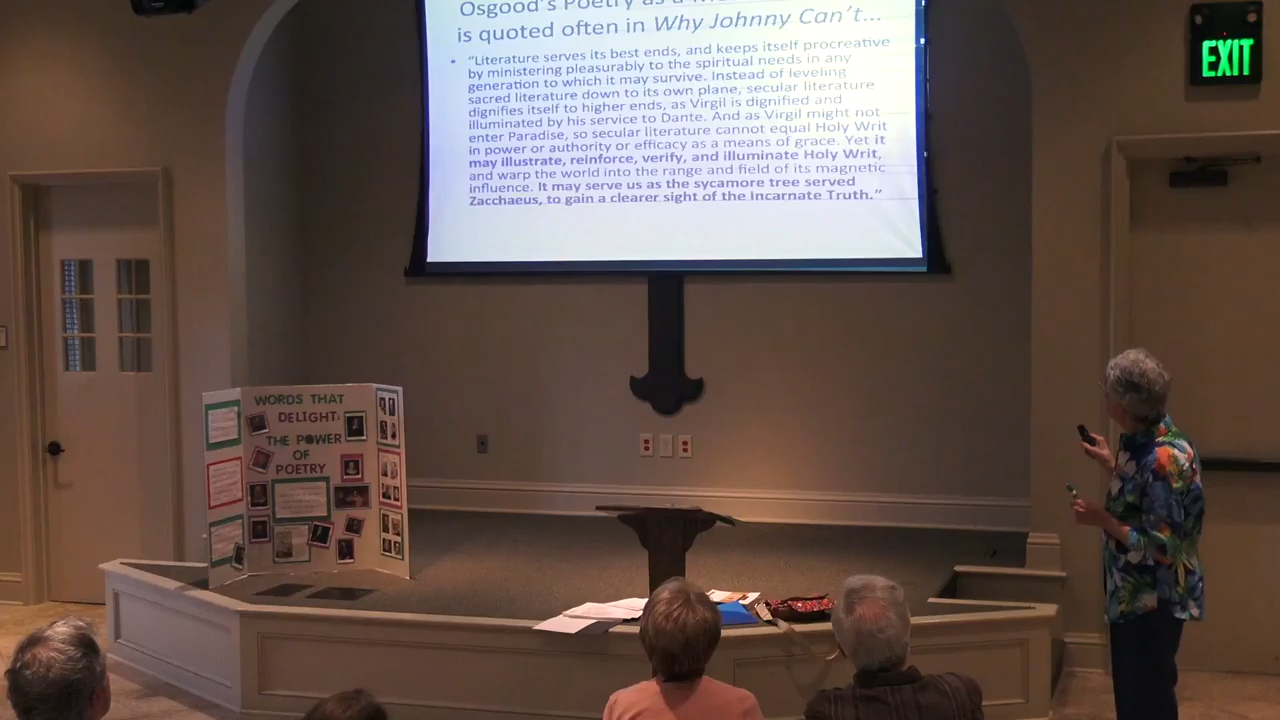 Osgood's Poetry as a
is quoted often in Why Johnny Can't...
• "Literature serves its best ends, and keeps itself procreative
by ministering pleasurably to the spiritual needs in any
generation to which it may survive. Instead of leveling
sacred literature down to its own plane, secular literature
dignifies itself to higher ends, as Virgil is dignified and
illuminated by his service to Dante. And as Virgil might not
enter Paradise, so secular literature cannot equal Holy Writ
in power or authority or efficacy as a means of grace. Yet it
may illustrate, reinforce, verify, and illuminate Holy Writ,
and warp the world into the range and field of its magnetic
influence. It may serve us as the sycamore tree served
Zacchaeus, to gain a clearer sight of the Incarnate Truth."
EXIT
WORDS THAT
DELIGHT:
THE POWER
OF
POETRY